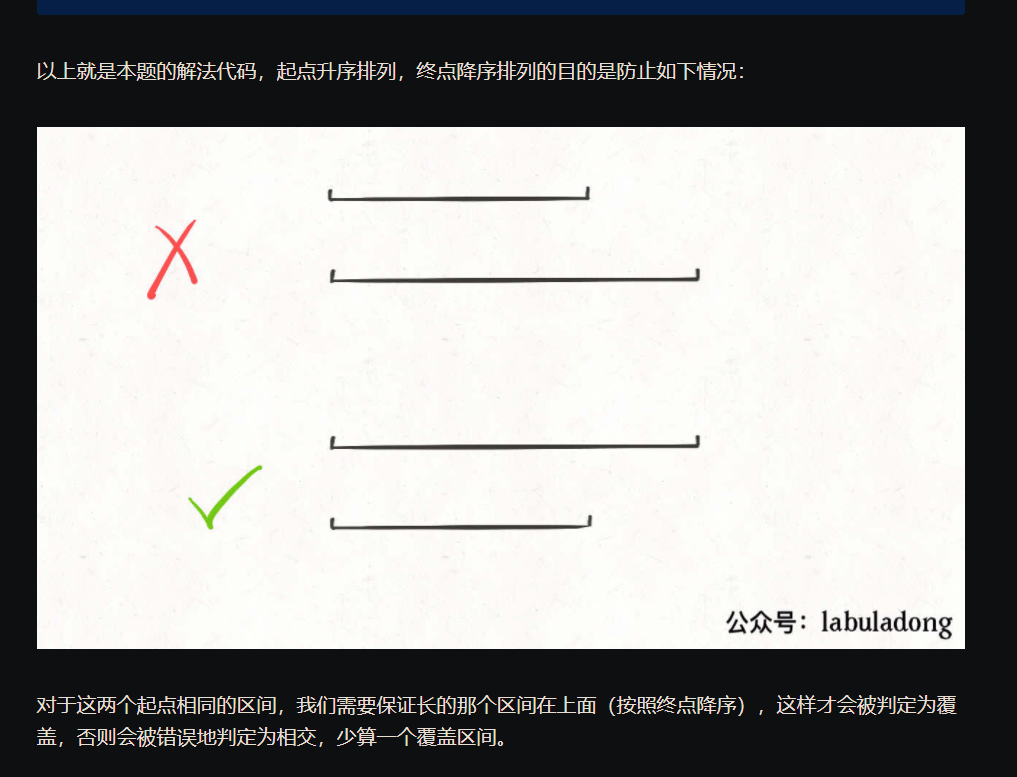 以上就是本题的解法代码，起点升序排列，终点降序排列的目的是防止如下情况：
公众号：labuladong
对于这两个起点相同的区间，我们需要保证长的那个区间在上面（按照终点降序），这样才会被判定为覆
盖，否则会被错误地判定为相交，少算一个覆盖区间。